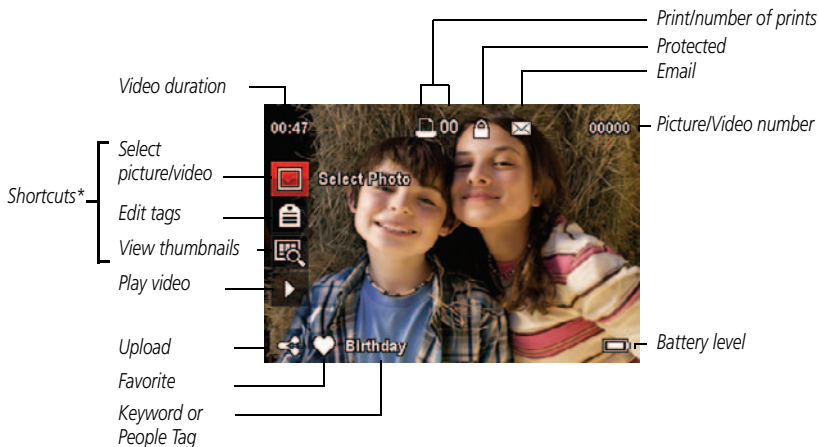 Print/number of prints
Protected
Email
Video duration
Picture/Video number
00:47
00
00000
Select
picture/video
Select Photo
Shortcuts*
Edit tags
View thumbnails
Play video
Upload
Birthday
Battery level
Favorite
Keyword or
People Tag